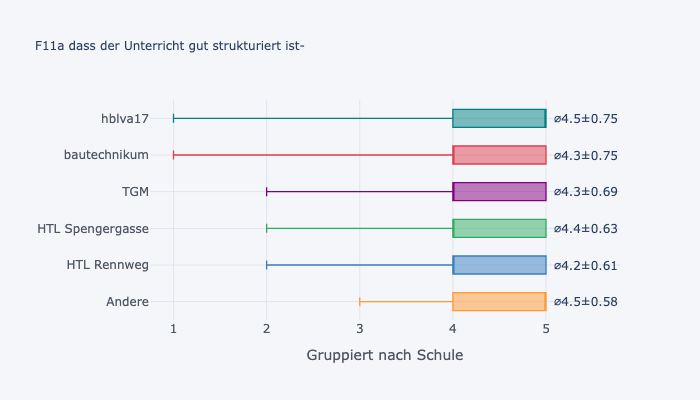 F11a dass der Unterricht gut strukturiert ist-
hblva17 ⌀4.5±0.75
bautechnikum ⌀4.3±0.75
TGM ⌀4.3±0.69
HTL Spengergasse ⌀4.4±0.63
HTL Rennweg ⌀4.2±0.61
Andere ⌀4.5±0.58
1 2 3 4 5
Gruppiert nach Schule